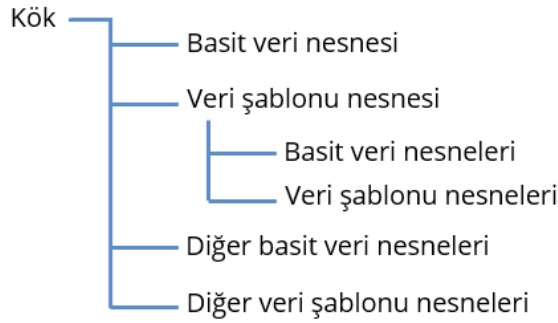 Kök
Basit veri nesnesi
Veri şablonu nesnesi
Basit veri nesneleri
Veri şablonu nesneleri
Diğer basit veri nesneleri
Diğer veri şablonu nesneleri